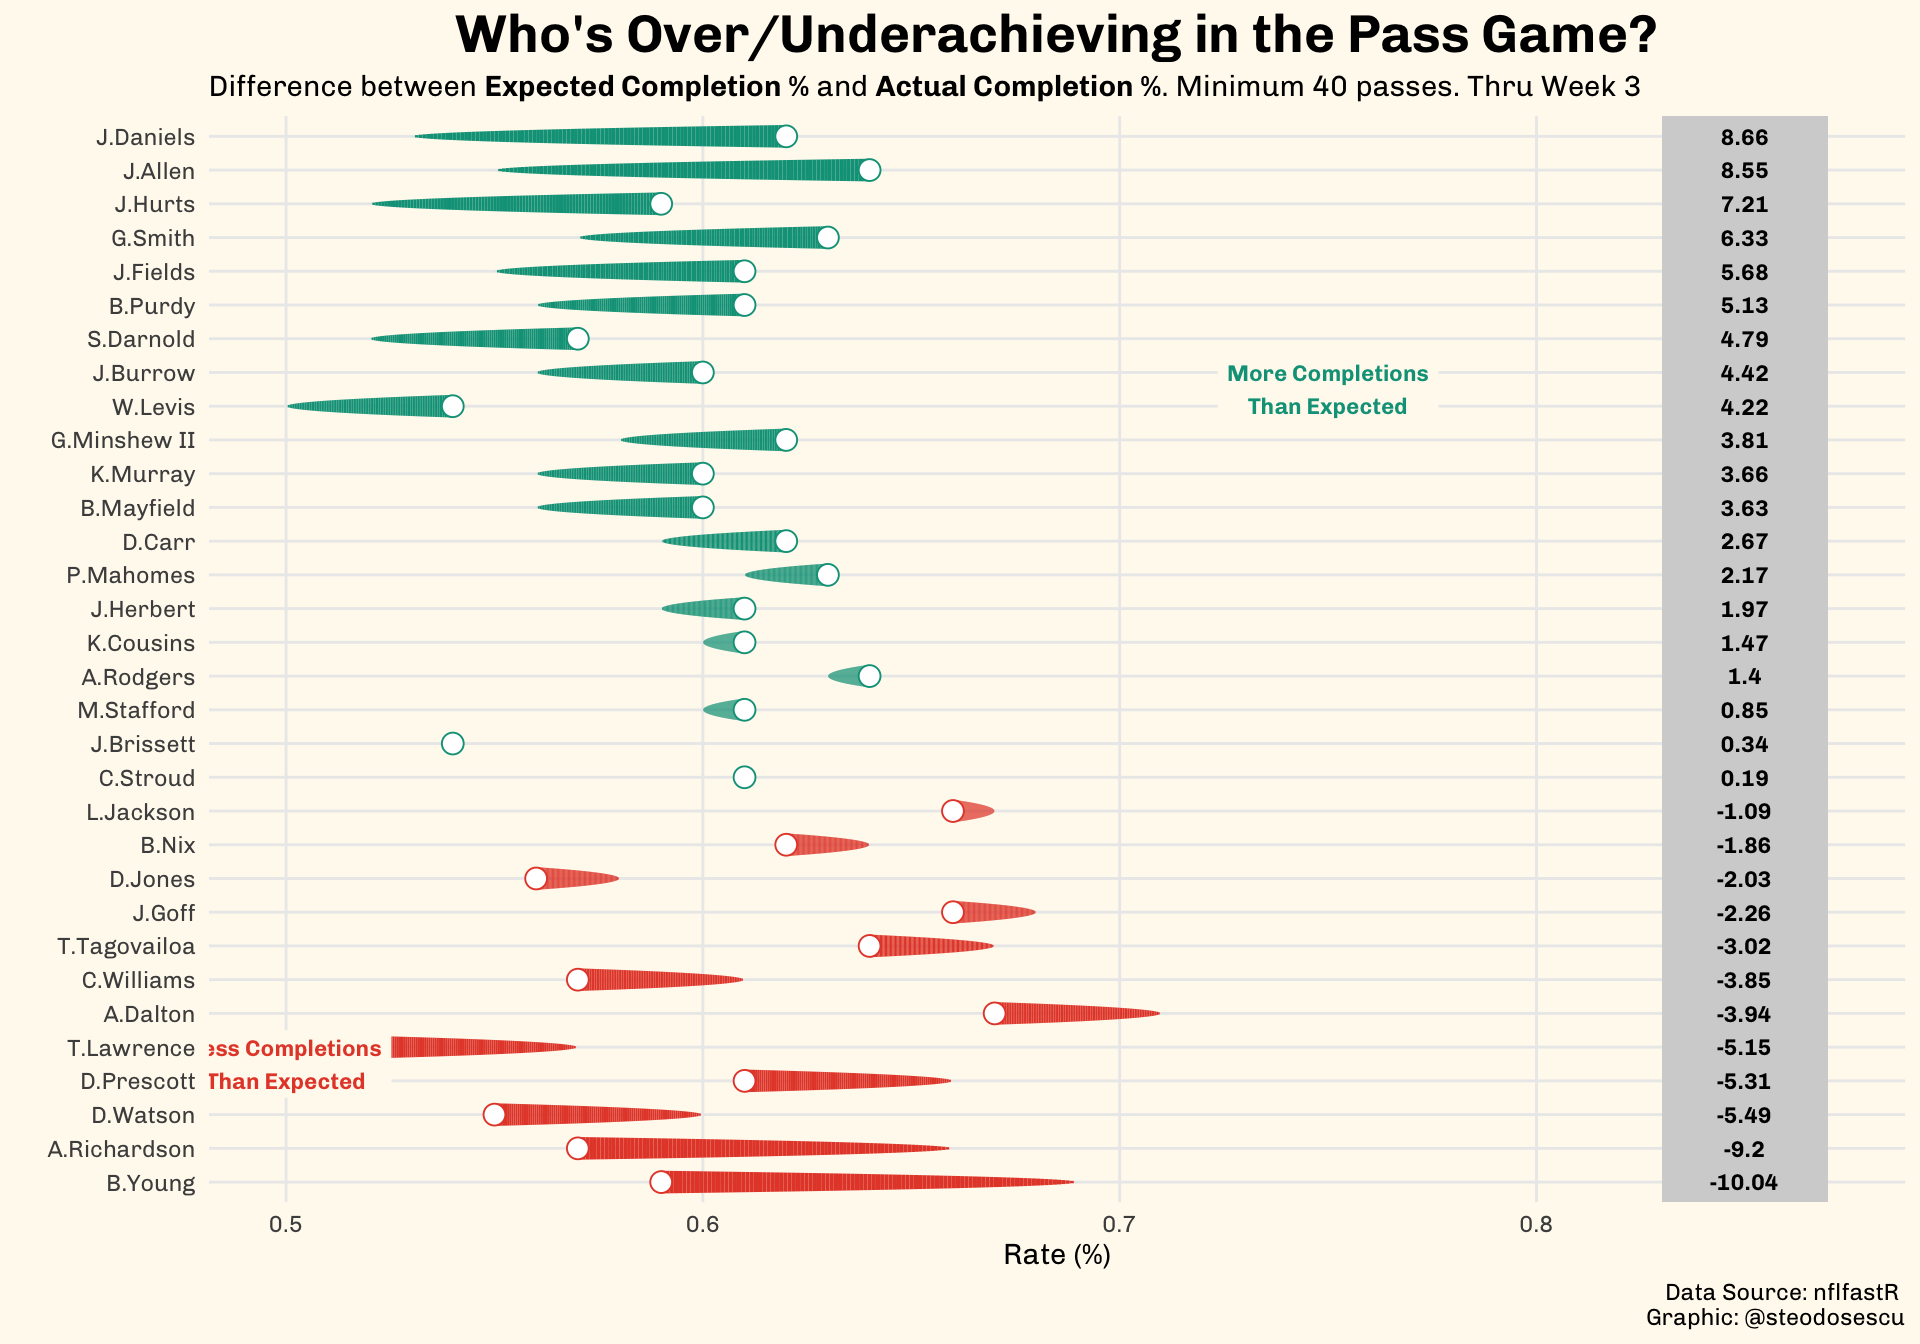 Who's Over/Underachieving in the Pass Game?
Difference between Expected Completion % and Actual Completion %. Minimum 40 passes. Thru Week 3
J.Daniels 8.66
J.Allen 8.55
J.Hurts 7.21
G.Smith 6.33
J.Fields 5.68
B.Purdy 5.13
S.Darnold 4.79
J.Burrow More Completions 4.42
W.Levis Than Expected 4.22
G.Minshew II 3.81
K.Murray 3.66
B.Mayfield 3.63
D.Carr 2.67
P.Mahomes 2.17
J.Herbert 1.97
K.Cousins 1.47
A.Rodgers 1.4
M.Stafford 0.85
J.Brissett 0.34
C.Stroud 0.19
L.Jackson -1.09
B.Nix -1.86
D.Jones -2.03
J.Goff -2.26
T.Tagovailoa -3.02
C.Williams -3.85
A.Dalton -3.94
T.Lawrence ess Completions -5.15
D.Prescott Than Expected -5.31
D.Watson -5.49
A.Richardson -9.2
B.Young -10.04
0.5 0.6 0.7 0.8
Rate (%)
Data Source: nflfastR
Graphic: @steodosescu